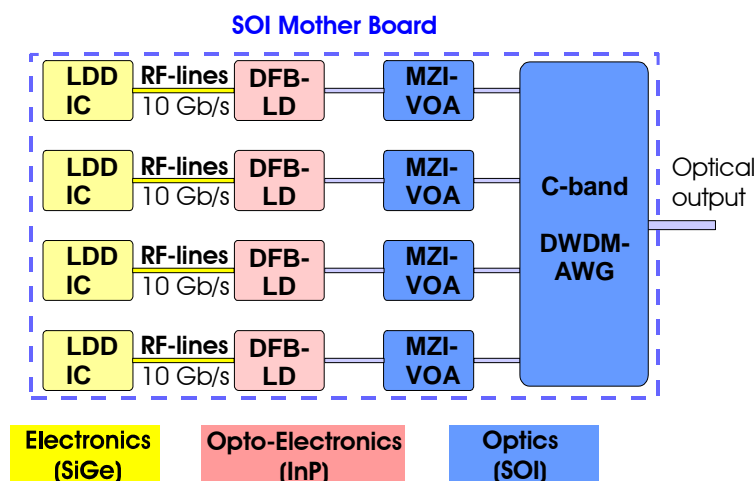 SOI Mother Board
LDD IC
RF-lines
10 Gb/s
DFB-LD
MZI-VOA
LDD IC
RF-lines
10 Gb/s
DFB-LD
MZI-VOA
LDD IC
RF-lines
10 Gb/s
DFB-LD
MZI-VOA
LDD IC
RF-lines
10 Gb/s
DFB-LD
MZI-VOA
C-band
DWDM-
AWG
Optical
output
Electronics
(SiGe)
Opto-Electronics
(InP)
Optics
(SOI)